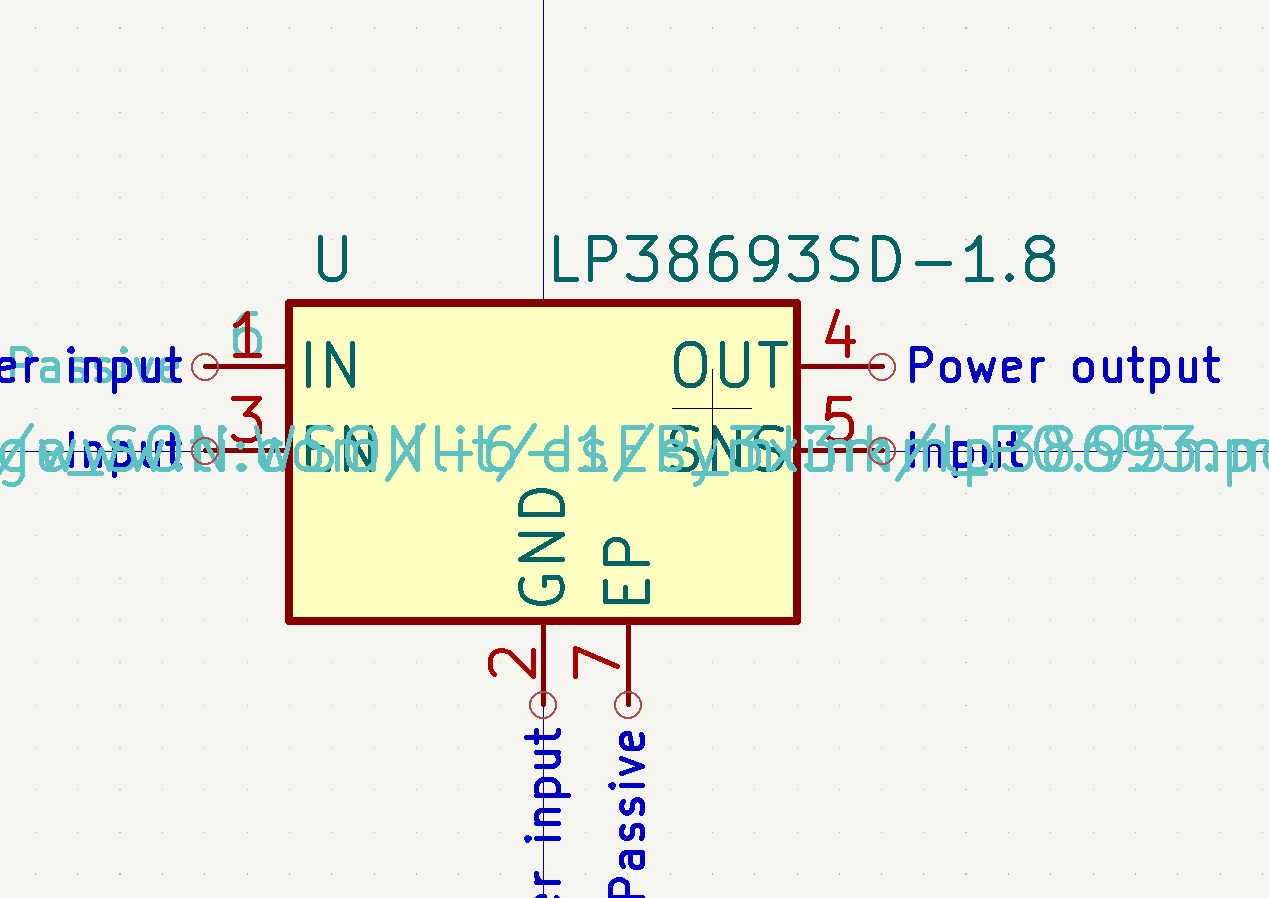 U LP38693SD-1.8
1 6 4
er input Passive IN OUT Power output
3 5
Input EN SNS Input
GND EP
2 7
er input Passive